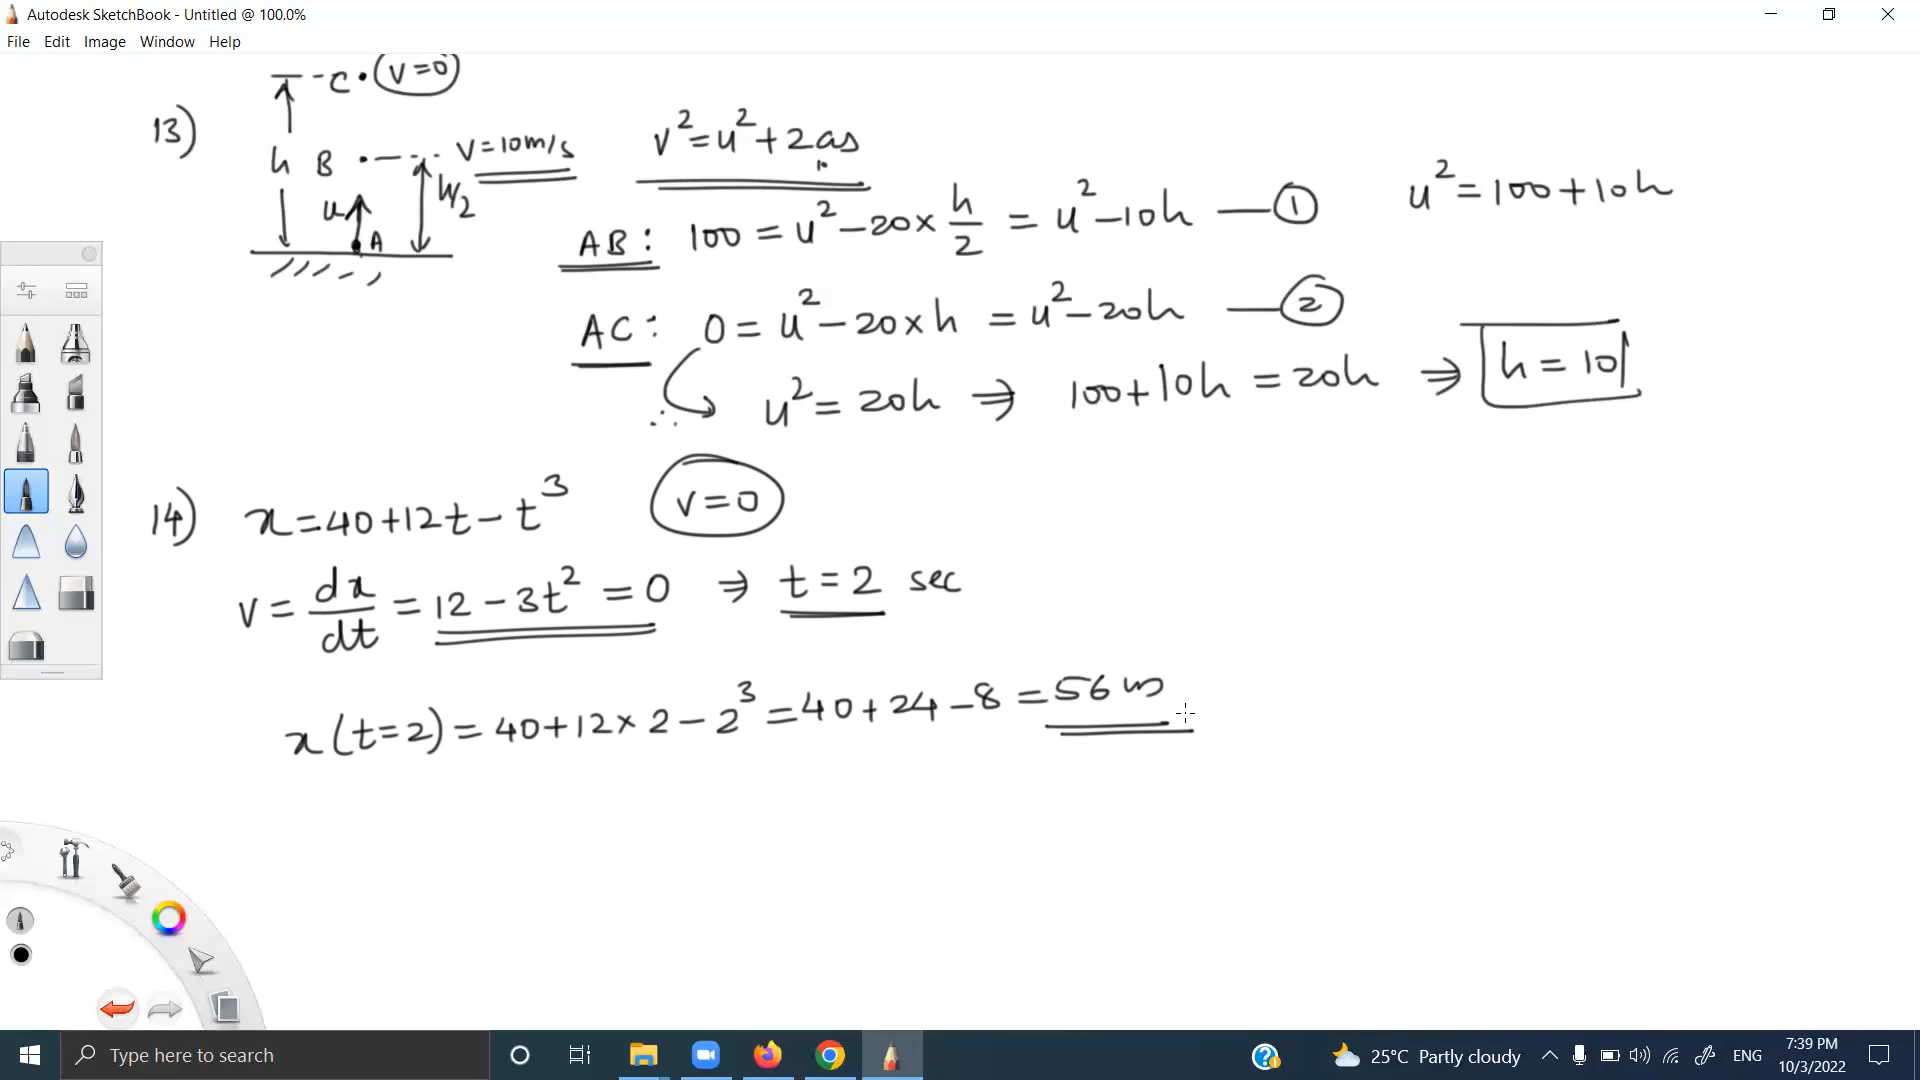 Autodesk SketchBook - Untitled @ 100.0%
File Edit Image Window Help
C • V=0
13)
h B V=10m/s
u A h/2
v²=u²+2as
AB: 100 = u²-20× h/2 = u²-10h — 1
u²=100+10h
AC: 0= u²-20×h = u²-20h — 2
∴ u²= 20h ⇒ 100+10h =20h ⇒ h = 10
14) x=40+12t-t³ v=0
v= dx/dt = 12-3t² = 0 ⇒ t = 2 sec
x(t=2) = 40+12×2-2³ = 40+24-8 = 56 m
Type here to search
25°C Partly cloudy
ENG
7:39 PM
10/3/2022